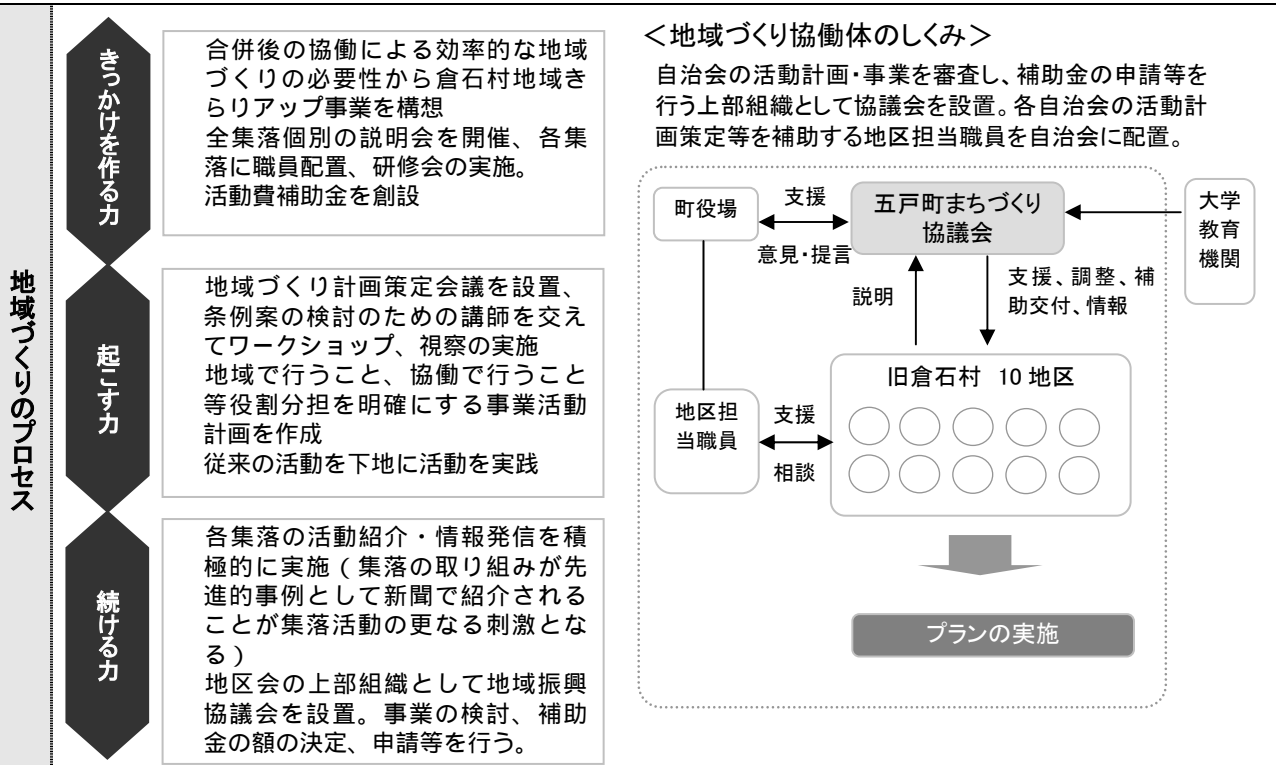 地域づくりのプロセス
きっかけを作る力
合併後の協働による効率的な地域
づくりの必要性から倉石村地域き
らりアップ事業を構想
全集落個別の説明会を開催、各集
落に職員配置、研修会の実施。
活動費補助金を創設
起こす力
地域づくり計画策定会議を設置、
条例案の検討のための講師を交え
てワークショップ、視察の実施
地域で行うこと、協働で行うこと
等役割分担を明確にする事業活動
計画を作成
従来の活動を下地に活動を実践
続ける力
各集落の活動紹介・情報発信を積
極的に実施（集落の取り組みが先
進的事例として新聞で紹介される
ことが集落活動の更なる刺激とな
る）
地区会の上部組織として地域振興
協議会を設置。事業の検討、補助
金の額の決定、申請等を行う。
＜地域づくり協働体のしくみ＞
自治会の活動計画・事業を審査し、補助金の申請等を
行う上部組織として協議会を設置。各自治会の活動計
画策定等を補助する地区担当職員を自治会に配置。
町役場
支援
意見・提言
五戸町まちづくり
協議会
大学
教育
機関
説明
支援、調整、補
助交付、情報
旧倉石村 10地区
地区担
当職員
支援
相談
プランの実施